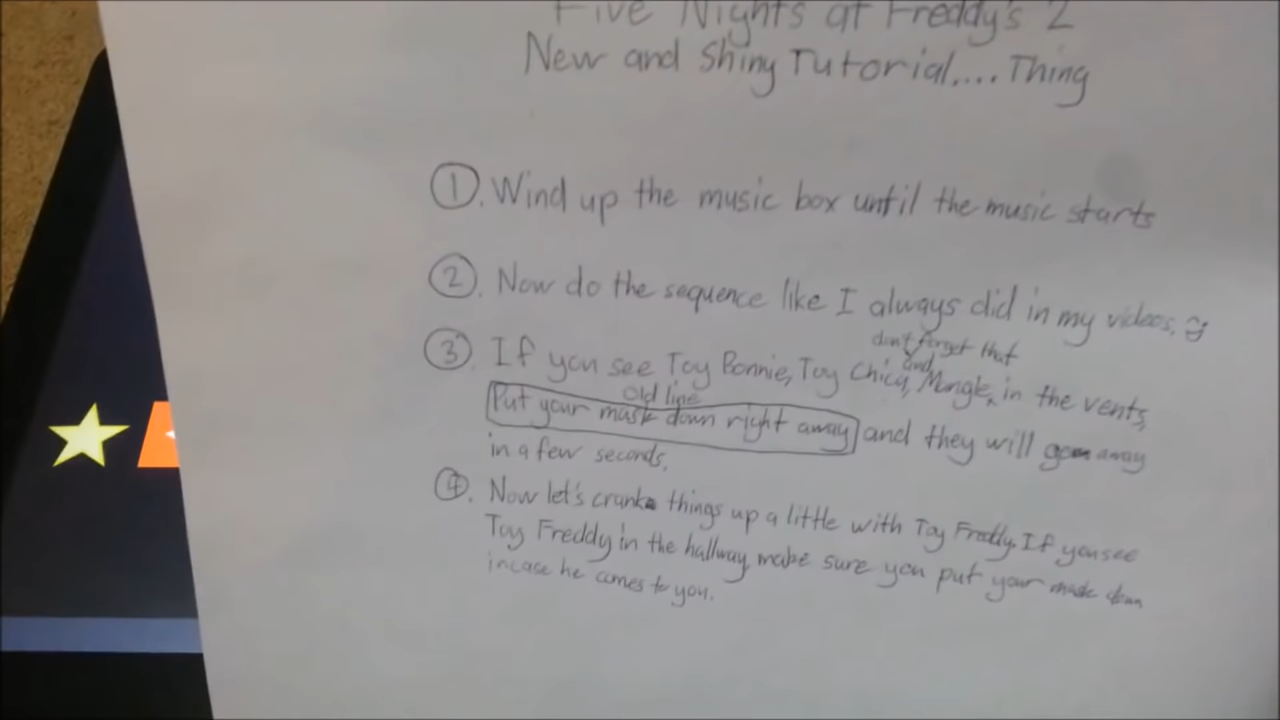 Five Nights at Freddy's 2
New and Shiny Tutorial.... Thing
1. Wind up the music box until the music starts
2. Now do the sequence like I always did in my videos.
don't forget that
3. If you see Toy Bonnie, Toy Chica, and Mangle, in the vents,
old line
Put your mask down right away and they will go away
in a few seconds,
4. Now let's crank things up a little with Toy Freddy. If you see
Toy Freddy in the hallway, make sure you put your mask down
incase he comes to you.